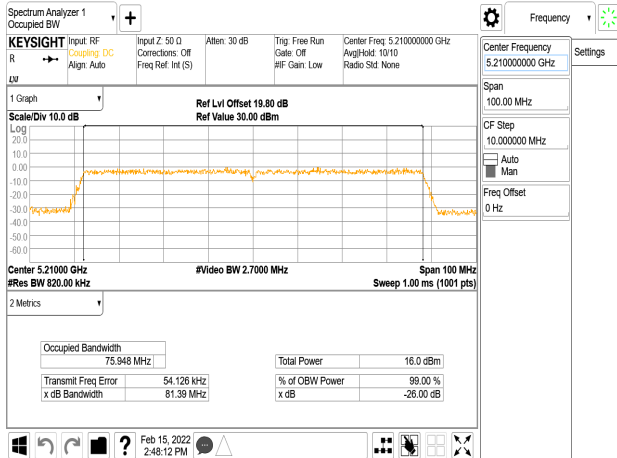 Spectrum Analyzer 1
Occupied BW
Frequency
KEYSIGHT
R
Input: RF
Coupling: DC
Align: Auto
Input Z: 50 Ω
Corrections: Off
Freq Ref: Int (S)
Atten: 30 dB
Trig: Free Run
Gate: Off
#IF Gain: Low
Center Freq: 5.210000000 GHz
Avg|Hold: 10/10
Radio Std: None
Center Frequency
5.210000000 GHz
Settings
Span
100.00 MHz
CF Step
10.000000 MHz
Auto
Man
Freq Offset
0 Hz
1 Graph
Scale/Div 10.0 dB
Ref Lvl Offset 19.80 dB
Ref Value 30.00 dBm
Log
20.0
10.0
0.00
-10.0
-20.0
-30.0
-40.0
-50.0
-60.0
Center 5.21000 GHz
#Video BW 2.7000 MHz
Span 100 MHz
#Res BW 820.00 kHz
Sweep 1.00 ms (1001 pts)
2 Metrics
Occupied Bandwidth
75.948 MHz
Total Power 16.0 dBm
Transmit Freq Error 54.126 kHz
% of OBW Power 99.00 %
x dB Bandwidth 81.39 MHz
x dB -26.00 dB
?
Feb 15, 2022
2:48:12 PM